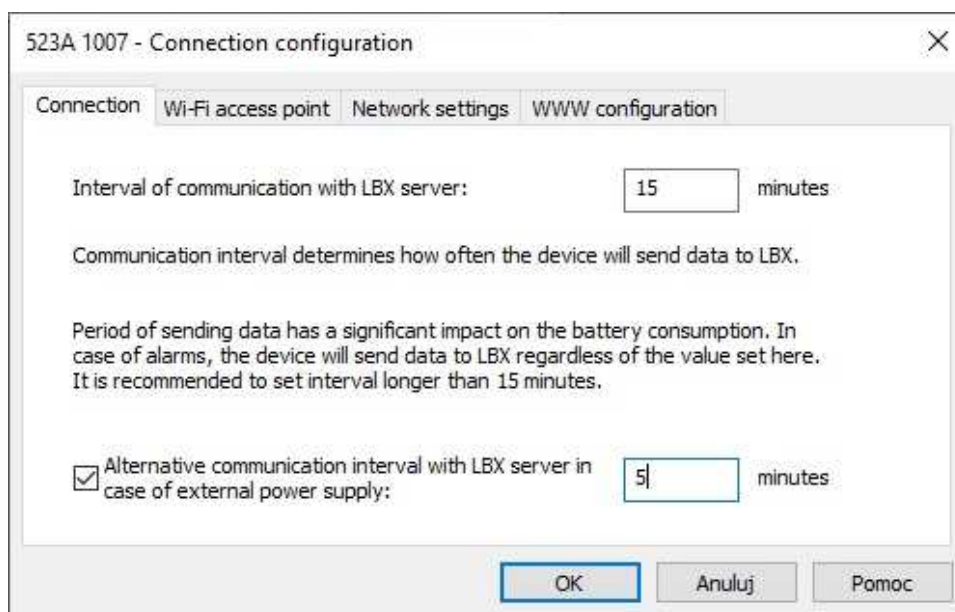 523A 1007 - Connection configuration
Connection Wi-Fi access point Network settings WWW configuration
Interval of communication with LBX server: 15 minutes
Communication interval determines how often the device will send data to LBX.
Period of sending data has a significant impact on the battery consumption. In
case of alarms, the device will send data to LBX regardless of the value set here.
It is recommended to set interval longer than 15 minutes.
Alternative communication interval with LBX server in
case of external power supply: 5 minutes
OK Anuluj Pomoc